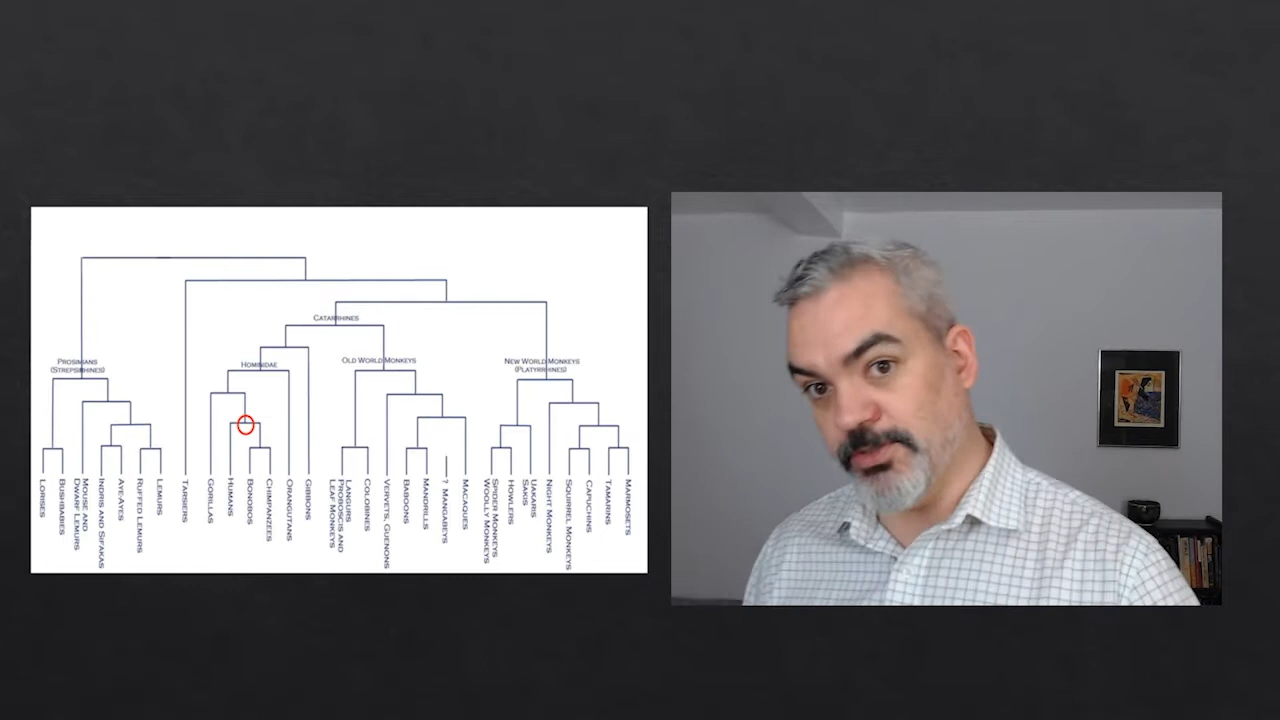 Catarrhines
Prosimians
(Strepsirhines)
Hominidae
Old World Monkeys
New World Monkeys
(Platyrrhines)
Lorises
Bushbabies
Mouse and
Dwarf Lemurs
Indris and Sifakas
Aye-Ayes
Ruffed Lemurs
Lemurs
Tarsiers
Gorillas
Humans
Bonobos
Chimpanzees
Orangutans
Gibbons
Langurs
Proboscis and
Leaf Monkeys
Colobines
Vervets, Guenons
Baboons
Mandrills
? Mangabeys
Macaques
Spider Monkeys
Woolly Monkeys
Howlers
Uakaris
Sakis
Night Monkeys
Squirrel Monkeys
Capuchins
Tamarins
Marmosets